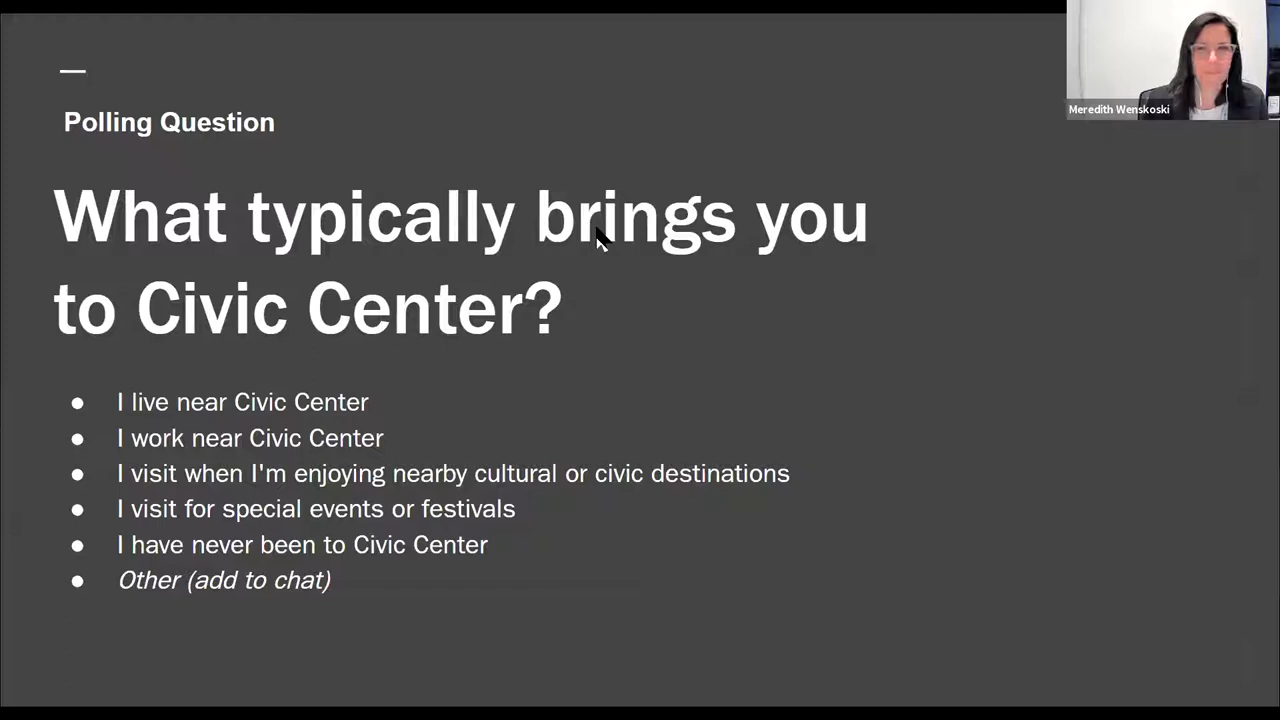 Polling Question
What typically brings you
to Civic Center?
● I live near Civic Center
● I work near Civic Center
● I visit when I'm enjoying nearby cultural or civic destinations
● I visit for special events or festivals
● I have never been to Civic Center
● Other (add to chat)
Meredith Wenskoski